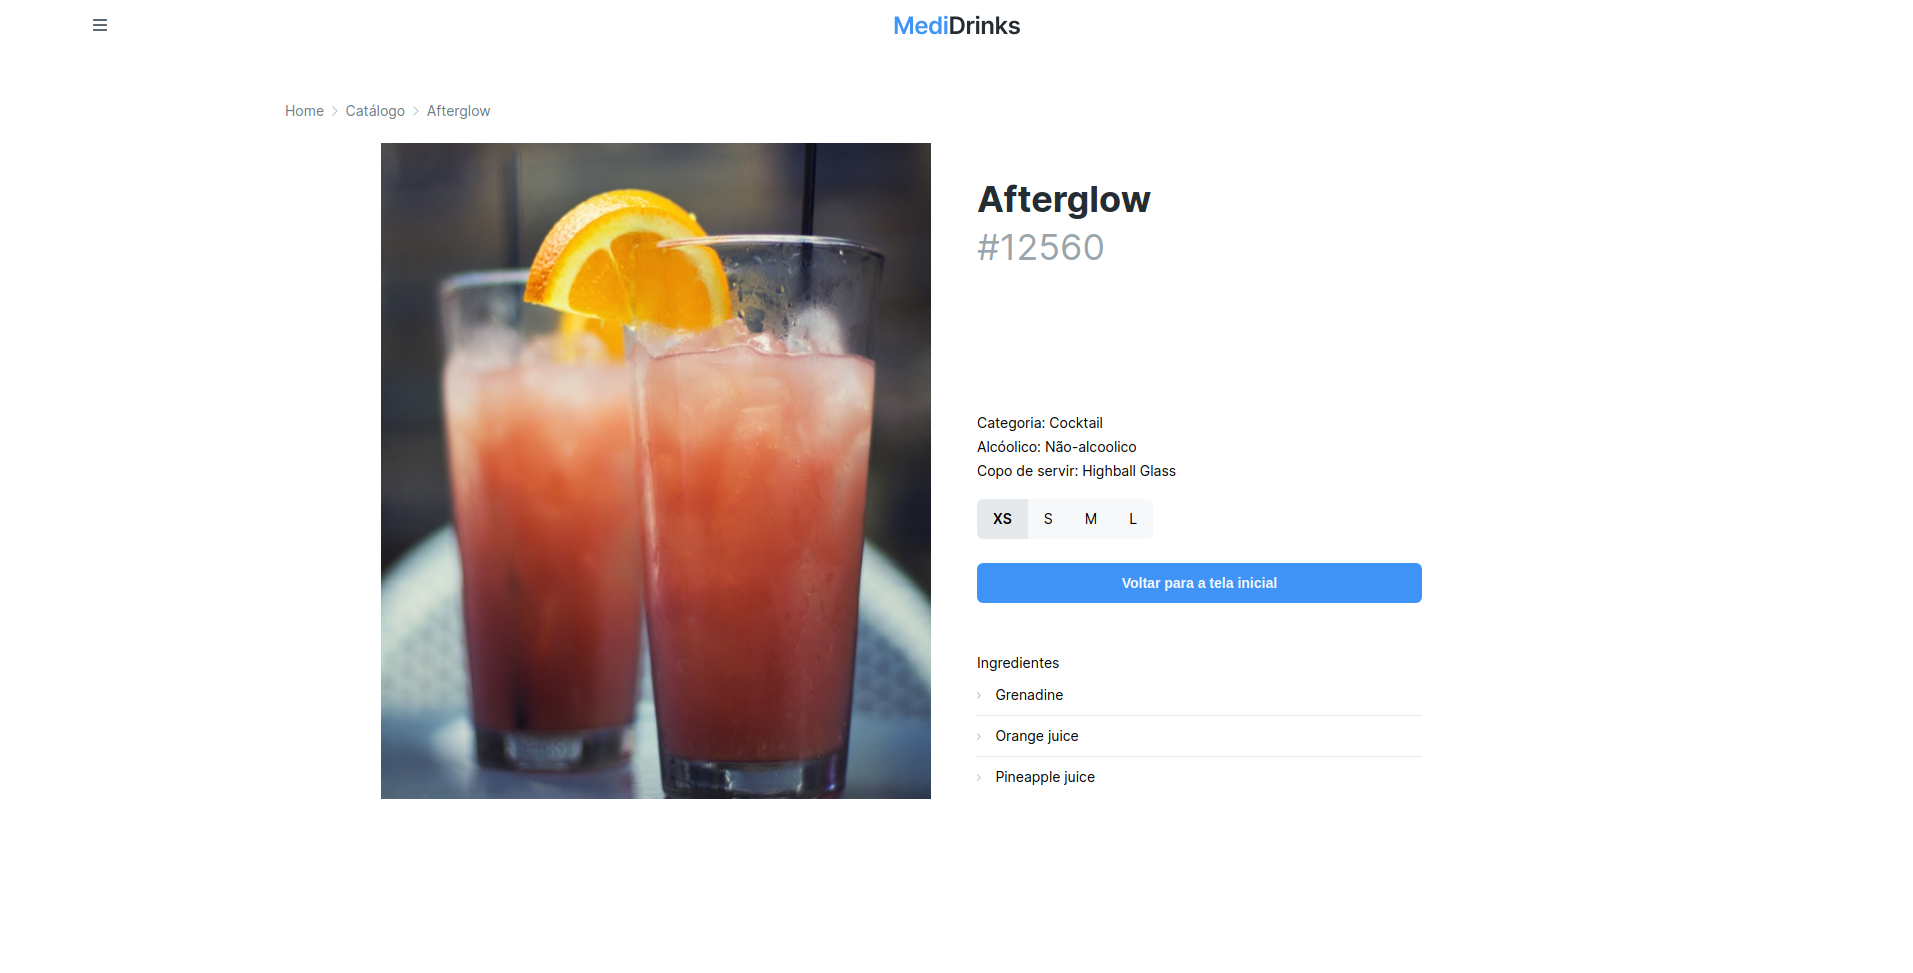 MediDrinks
Home > Catálogo > Afterglow
Afterglow
#12560
Categoria: Cocktail
Alcóolico: Não-alcoolico
Copo de servir: Highball Glass
XS S M L
Voltar para a tela inicial
Ingredientes
› Grenadine
› Orange juice
› Pineapple juice